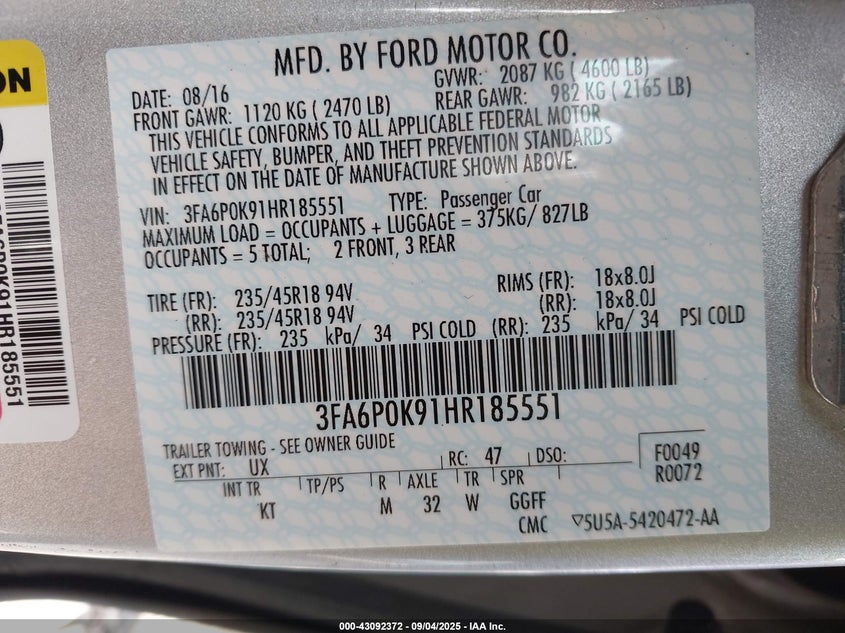 ON
3FA6P0K91HR185551
MFD. BY FORD MOTOR CO.
DATE: 08/16 GVWR: 2087 KG ( 4600 LB)
FRONT GAWR: 1120 KG ( 2470 LB) REAR GAWR: 982 KG ( 2165 LB)
THIS VEHICLE CONFORMS TO ALL APPLICABLE FEDERAL MOTOR
VEHICLE SAFETY, BUMPER, AND THEFT PREVENTION STANDARDS
IN EFFECT ON THE DATE OF MANUFACTURE SHOWN ABOVE.
VIN: 3FA6P0K91HR185551 TYPE: Passenger Car
MAXIMUM LOAD = OCCUPANTS + LUGGAGE = 375KG/ 827LB
OCCUPANTS = 5 TOTAL; 2 FRONT, 3 REAR
TIRE (FR): 235/45R18 94V RIMS (FR): 18x8.0J
(RR): 235/45R18 94V (RR): 18x8.0J
PRESSURE (FR): 235 kPa/ 34 PSI COLD (RR): 235 kPa/ 34 PSI COLD
3FA6P0K91HR185551
TRAILER TOWING - SEE OWNER GUIDE
EXT PNT: UX RC: 47 DSO: F0049
R0072
INT TR TP/PS R AXLE TR SPR
KT M 32 W GGFF
CMC ▽5U5A-5420472-AA
000-43092372 - 09/04/2025 - IAA Inc.